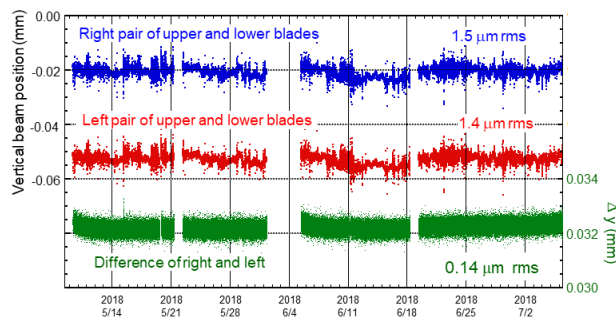 0.00
Right pair of upper and lower blades
1.5 μm rms
-0.02
Vertical beam position (mm)
-0.04
Left pair of upper and lower blades
1.4 μm rms
-0.06
0.034
0.032
Δ y (mm)
Difference of right and left
0.14 μm rms
0.030
2018 2018 2018 2018 2018 2018 2018 2018
5/14 5/21 5/28 6/4 6/11 6/18 6/25 7/2